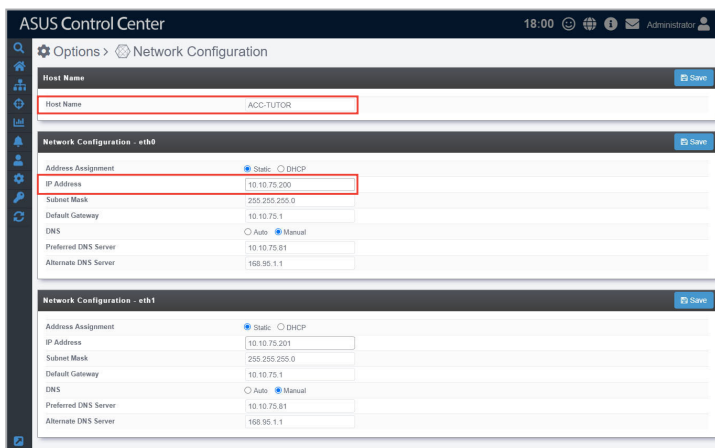 ASUS Control Center 18:00 Administrator
Options > Network Configuration
Host Name Save
Host Name ACC-TUTOR
Network Configuration - eth0 Save
Address Assignment Static DHCP
IP Address 10.10.75.200
Subnet Mask 255.255.255.0
Default Gateway 10.10.75.1
DNS Auto Manual
Preferred DNS Server 10.10.75.81
Alternate DNS Server 168.95.1.1
Network Configuration - eth1 Save
Address Assignment Static DHCP
IP Address 10.10.75.201
Subnet Mask 255.255.255.0
Default Gateway 10.10.75.1
DNS Auto Manual
Preferred DNS Server 10.10.75.81
Alternate DNS Server 168.95.1.1